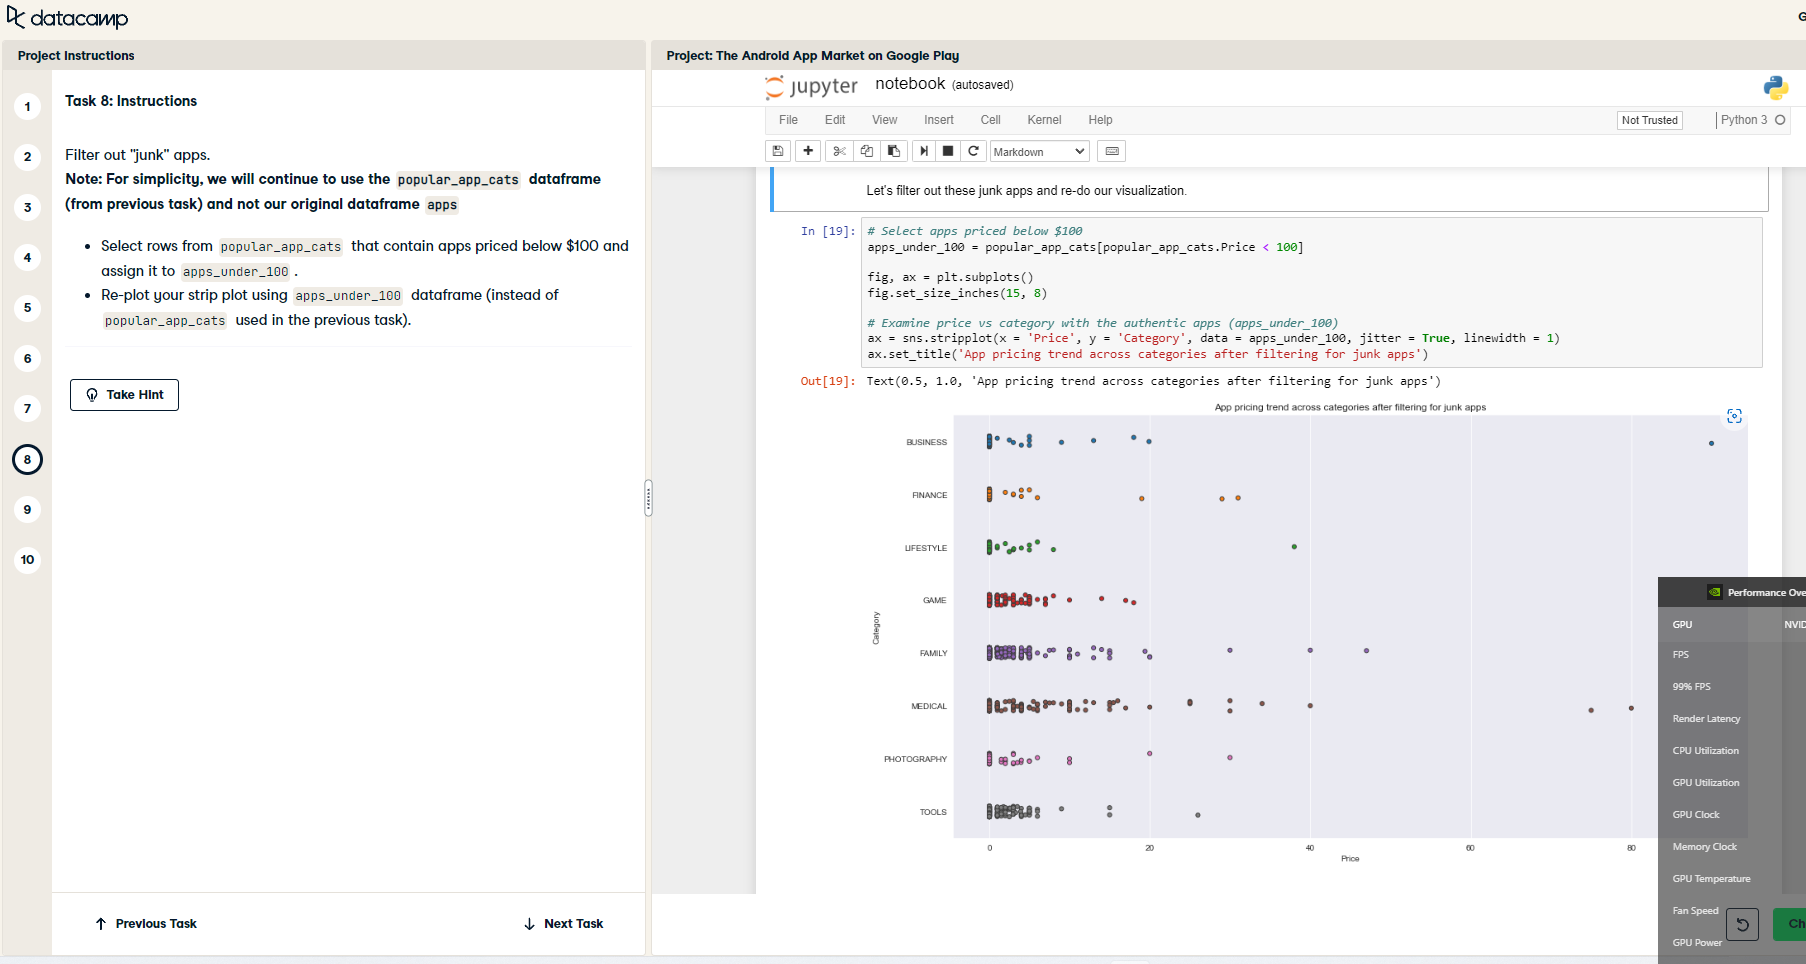 datacamp
G
Project Instructions
Project: The Android App Market on Google Play
1
2
3
4
5
6
7
8
9
10
Task 8: Instructions
Filter out "junk" apps.
Note: For simplicity, we will continue to use the popular_app_cats dataframe
(from previous task) and not our original dataframe apps
• Select rows from popular_app_cats that contain apps priced below $100 and
assign it to apps_under_100 .
• Re-plot your strip plot using apps_under_100 dataframe (instead of
popular_app_cats used in the previous task).
Take Hint
Previous Task
Next Task
jupyter notebook (autosaved)
File Edit View Insert Cell Kernel Help
Not Trusted
Python 3
Markdown
Let's filter out these junk apps and re-do our visualization.
In [19]: # Select apps priced below $100
apps_under_100 = popular_app_cats[popular_app_cats.Price < 100]
fig, ax = plt.subplots()
fig.set_size_inches(15, 8)
# Examine price vs category with the authentic apps (apps_under_100)
ax = sns.stripplot(x = 'Price', y = 'Category', data = apps_under_100, jitter = True, linewidth = 1)
ax.set_title('App pricing trend across categories after filtering for junk apps')
Out[19]: Text(0.5, 1.0, 'App pricing trend across categories after filtering for junk apps')
App pricing trend across categories after filtering for junk apps
BUSINESS
FINANCE
LIFESTYLE
GAME
FAMILY
MEDICAL
PHOTOGRAPHY
TOOLS
Category
0 20 40 60 80
Price
Performance Ove
GPU NVID
FPS
99% FPS
Render Latency
CPU Utilization
GPU Utilization
GPU Clock
Memory Clock
GPU Temperature
Fan Speed
GPU Power
Ch